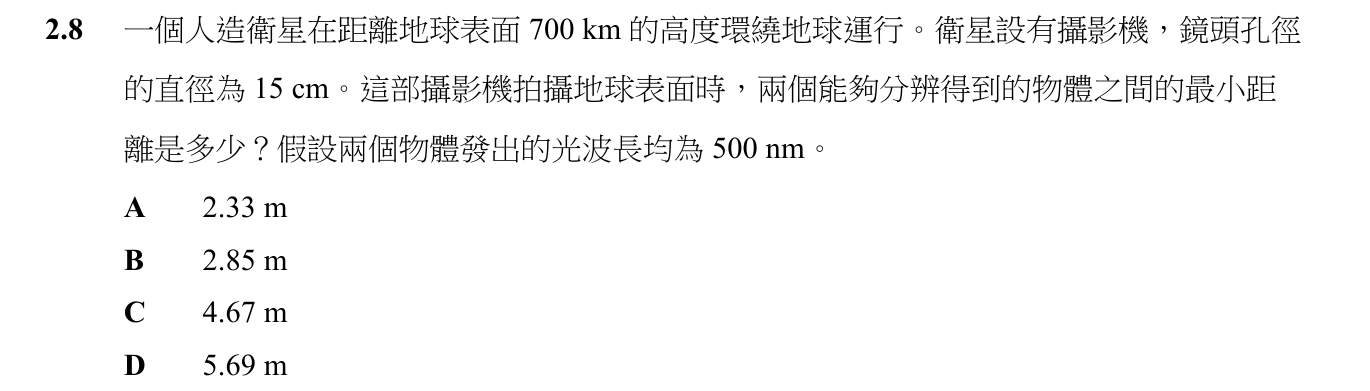 2.8 一個人造衛星在距離地球表面 700 km 的高度環繞地球運行。衛星設有攝影機，鏡頭孔徑
的直徑為 15 cm。這部攝影機拍攝地球表面時，兩個能夠分辨得到的物體之間的最小距
離是多少？假設兩個物體發出的光波長均為 500 nm。
A 2.33 m
B 2.85 m
C 4.67 m
D 5.69 m